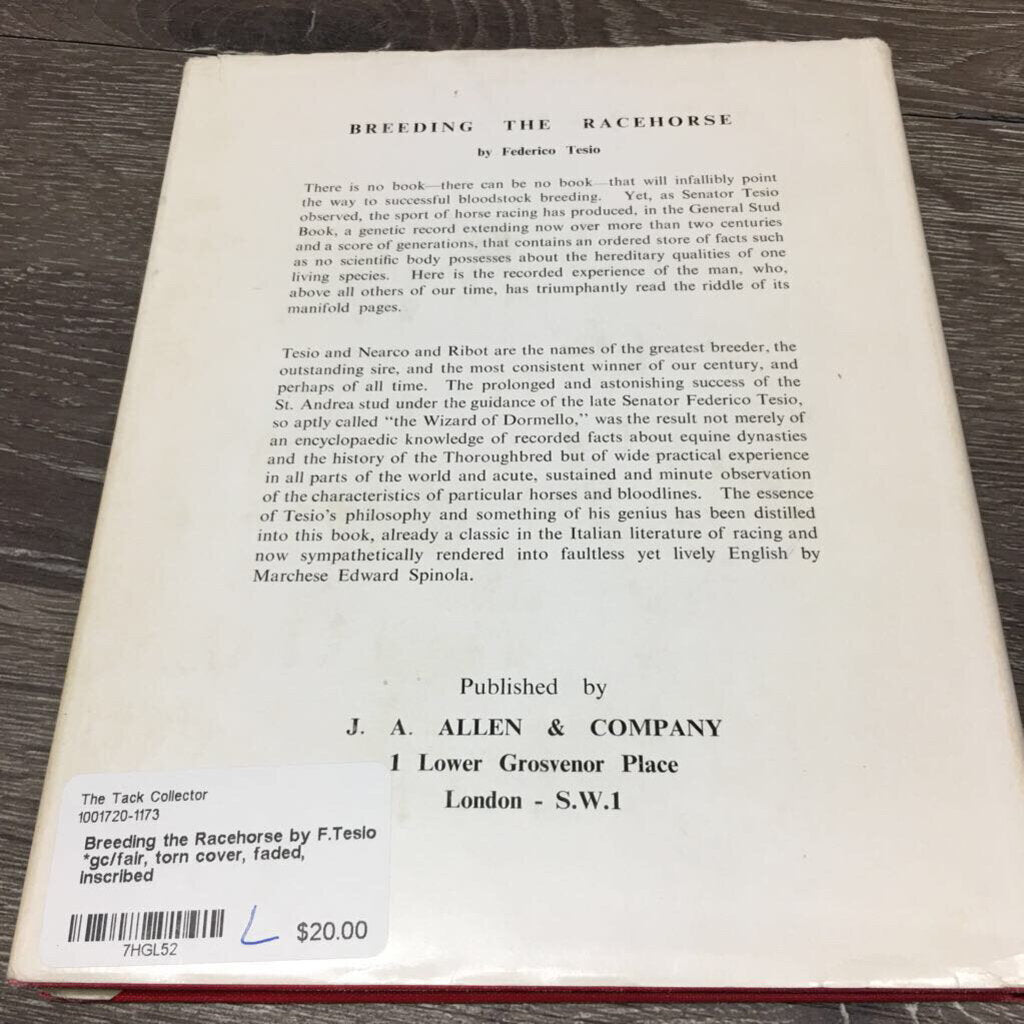 BREEDING THE RACEHORSE
by Federico Tesio
There is no book—there can be no book—that will infallibly point
the way to successful bloodstock breeding. Yet, as Senator Tesio
observed, the sport of horse racing has produced, in the General Stud
Book, a genetic record extending now over more than two centuries
and a score of generations, that contains an ordered store of facts such
as no scientific body possesses about the hereditary qualities of one
living species. Here is the recorded experience of the man, who,
above all others of our time, has triumphantly read the riddle of its
manifold pages.
Tesio and Nearco and Ribot are the names of the greatest breeder, the
outstanding sire, and the most consistent winner of our century, and
perhaps of all time. The prolonged and astonishing success of the
St. Andrea stud under the guidance of the late Senator Federico Tesio,
so aptly called “the Wizard of Dormello,” was the result not merely of
an encyclopaedic knowledge of recorded facts about equine dynasties
and the history of the Thoroughbred but of wide practical experience
in all parts of the world and acute, sustained and minute observation
of the characteristics of particular horses and bloodlines. The essence
of Tesio's philosophy and something of his genius has been distilled
into this book, already a classic in the Italian literature of racing and
now sympathetically rendered into faultless yet lively English by
Marchese Edward Spinola.
Published by
J. A. ALLEN & COMPANY
1 Lower Grosvenor Place
London - S.W.1
The Tack Collector
1001720-1173
Breeding the Racehorse by F.Tesio
*gc/fair, torn cover, faded,
inscribed
L $20.00
7HGL52